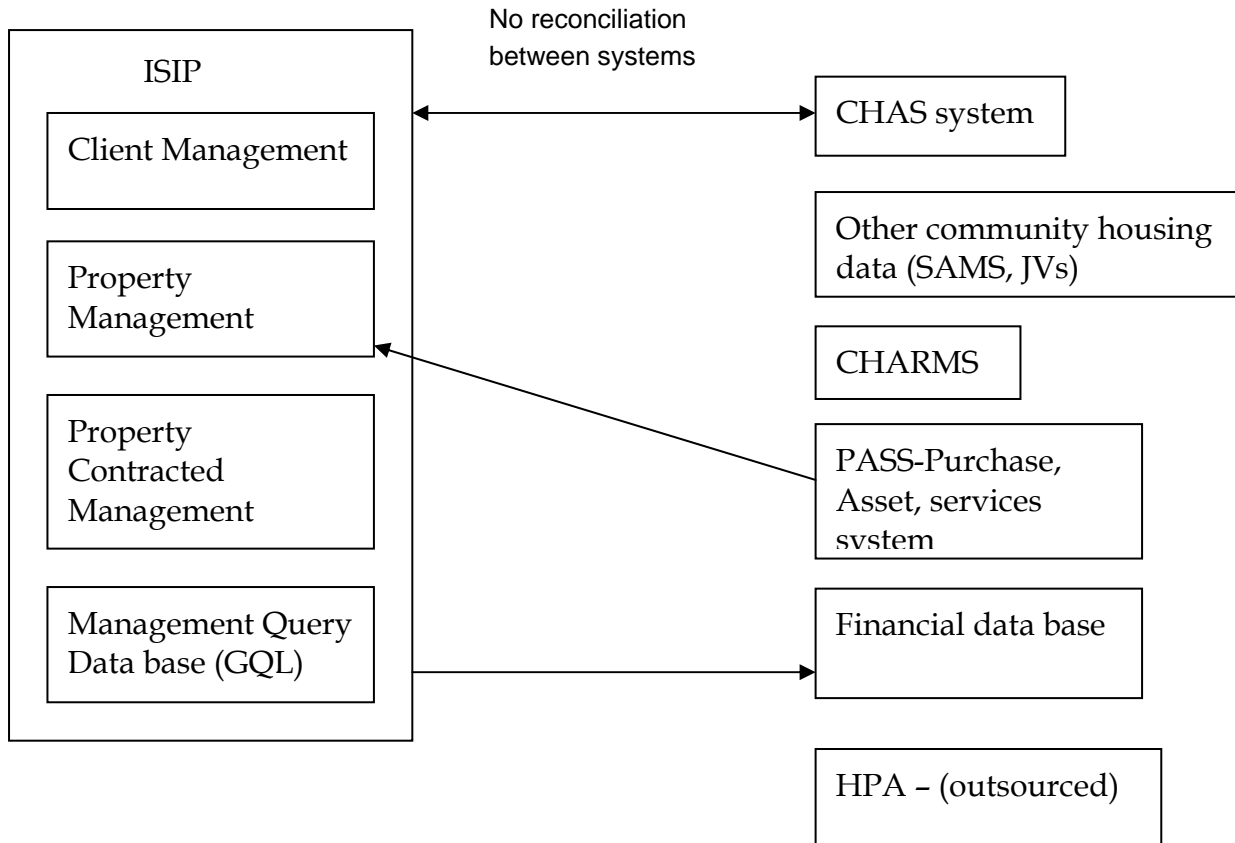 No reconciliation
between systems
ISIP
Client Management
Property
Management
Property
Contracted
Management
Management Query
Data base (GQL)
CHAS system
Other community housing
data (SAMS, JVs)
CHARMS
PASS-Purchase,
Asset, services
system
Financial data base
HPA – (outsourced)